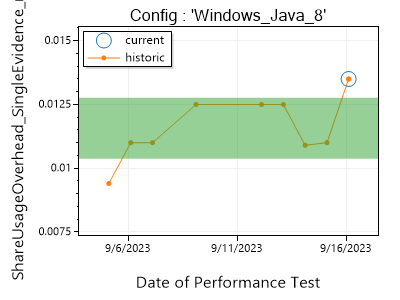 Config : 'Windows_Java_8'
current
historic
0.015
0.0125
0.01
0.0075
ShareUsageOverhead_SingleEvidence_
9/6/2023
9/11/2023
9/16/2023
Date of Performance Test